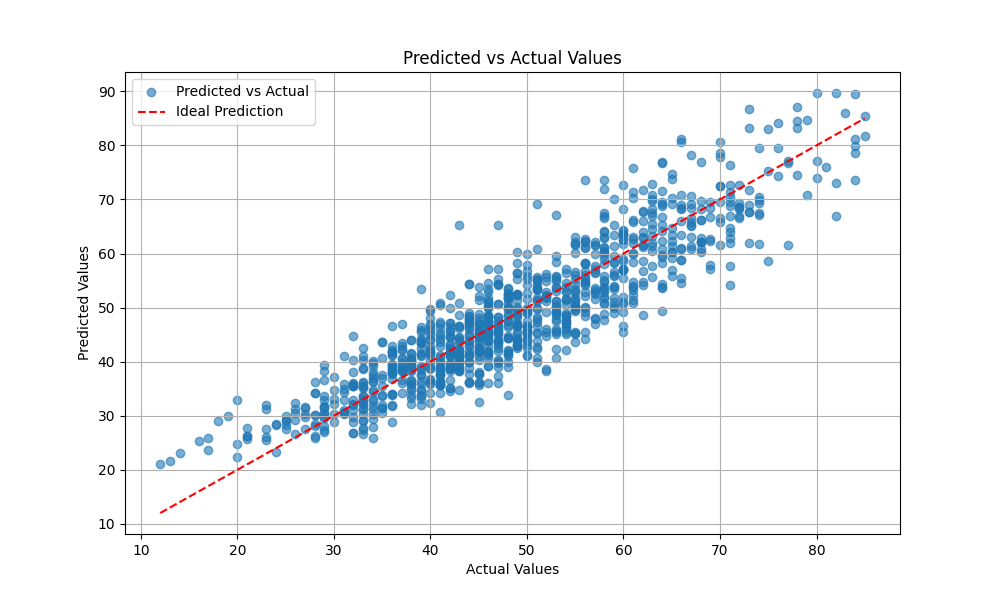 Predicted vs Actual Values
Predicted vs Actual
Ideal Prediction
Predicted Values
90
80
70
60
50
40
30
20
10
10 20 30 40 50 60 70 80
Actual Values